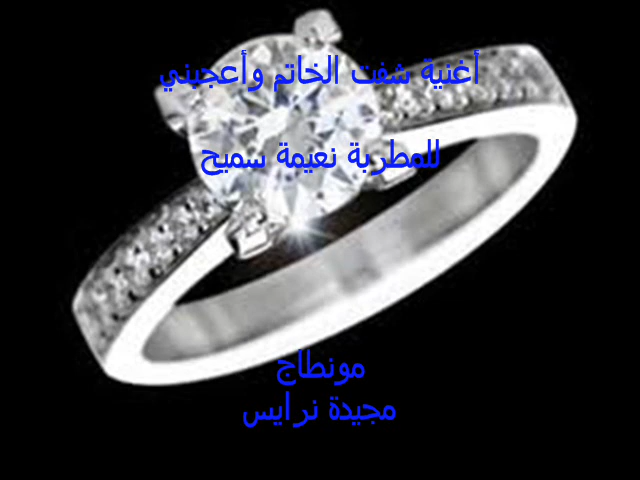 أغنية شفت الخاتم وأعجبني
للمطربة نعيمة سميح
مونطاج
مجيدة نرايس